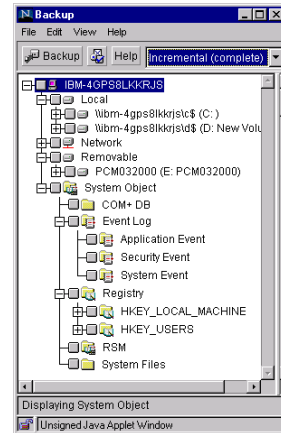 Backup
File Edit View Help
Backup Help Incremental (complete)
IBM-4GPS8LKKRJS
Local
\\ibm-4gps8lkkrjs\c$ (C: )
\\ibm-4gps8lkkrjs\d$ (D: New Volu
Network
Removable
PCM032000 (E: PCM032000)
System Object
COM+ DB
Event Log
Application Event
Security Event
System Event
Registry
HKEY_LOCAL_MACHINE
HKEY_USERS
RSM
System Files
Displaying System Object
Unsigned Java Applet Window